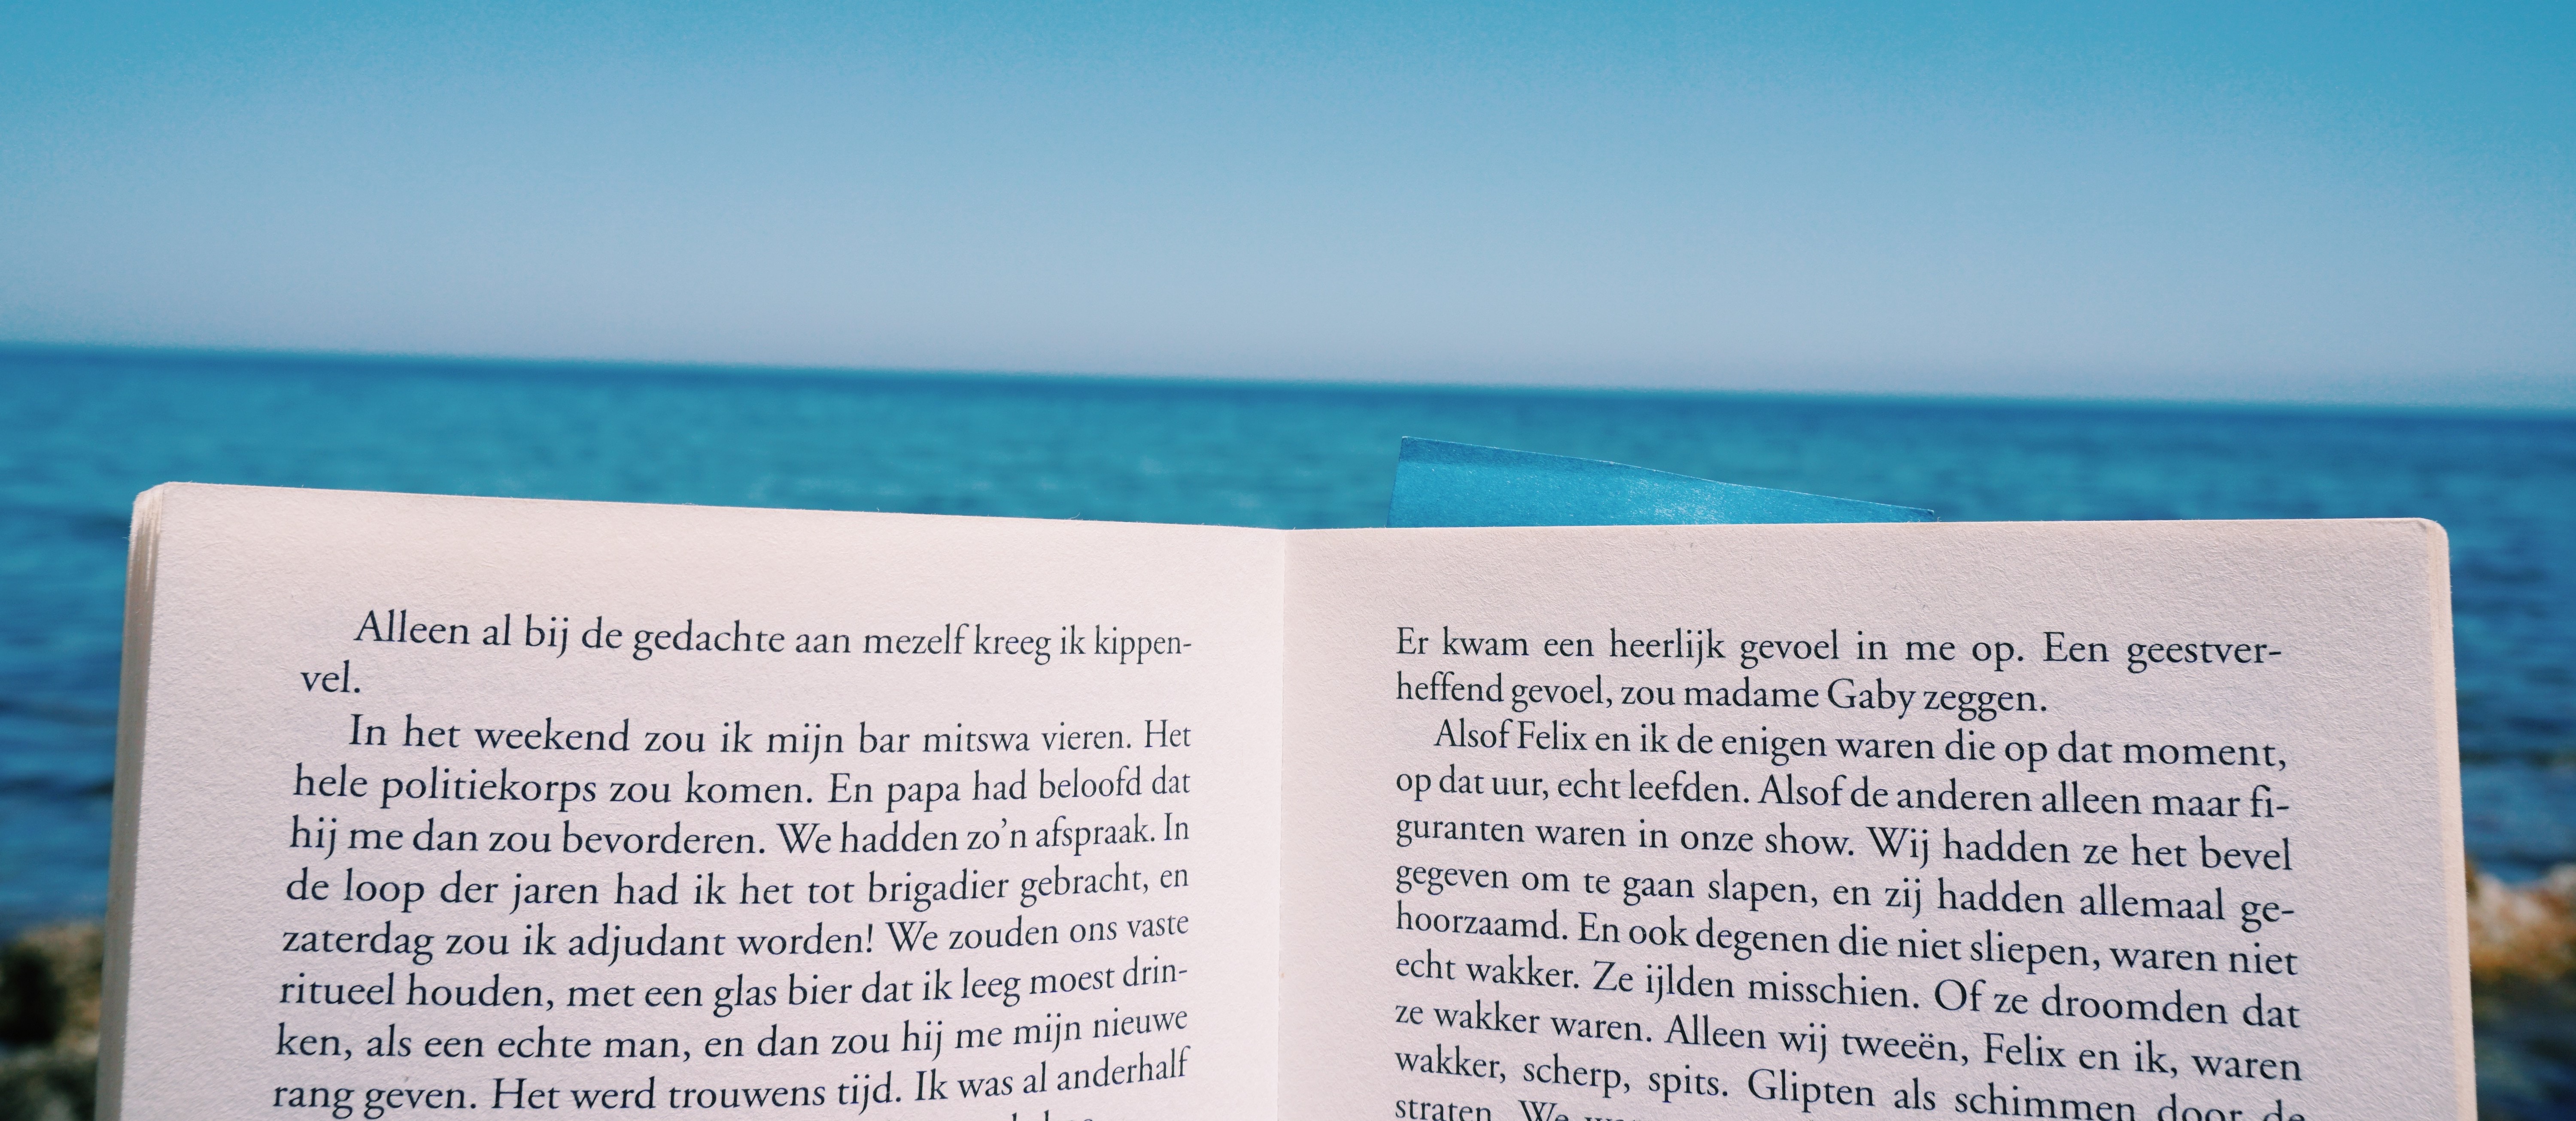 Alleen al bij de gedachte aan mezelf kreeg ik kippen-
vel.
In het weekend zou ik mijn bar mitswa vieren. Het
hele politiekorps zou komen. En papa had beloofd dat
hij me dan zou bevorderen. We hadden zo'n afspraak. In
de loop der jaren had ik het tot brigadier gebracht, en
zaterdag zou ik adjudant worden! We zouden ons vaste
ritueel houden, met een glas bier dat ik leeg moest drin-
ken, als een echte man, en dan zou hij me mijn nieuwe
rang geven. Het werd trouwens tijd. Ik was al anderhalf
Er kwam een heerlijk gevoel in me op. Een geestver-
heffend gevoel, zou madame Gaby zeggen.
Alsof Felix en ik de enigen waren die op dat moment,
op dat uur, echt leefden. Alsof de anderen alleen maar fi-
guranten waren in onze show. Wij hadden ze het bevel
gegeven om te gaan slapen, en zij hadden allemaal ge-
hoorzaamd. En ook degenen die niet sliepen, waren niet
echt wakker. Ze ijlden misschien. Of ze droomden dat
ze wakker waren. Alleen wij tweeën, Felix en ik, waren
wakker, scherp, spits. Glipten als schimmen door de
straten. We